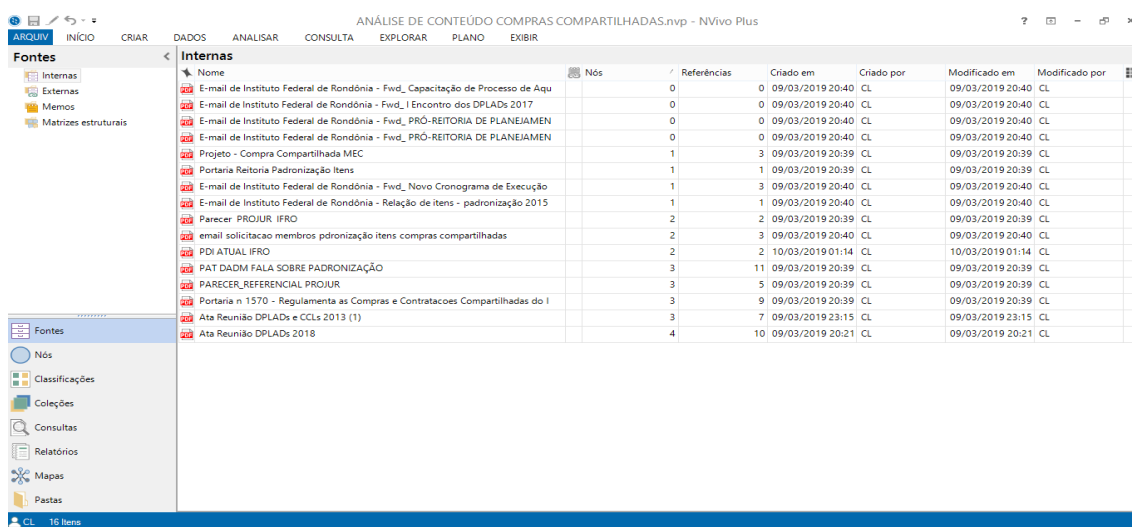 ANÁLISE DE CONTEÚDO COMPRAS COMPARTILHADAS.nvp - NVivo Plus
ARQUIV INÍCIO CRIAR DADOS ANALISAR CONSULTA EXPLORAR PLANO EXIBIR
Fontes
Internas
Externas
Memos
Matrizes estruturais
Fontes
Nós
Classificações
Coleções
Consultas
Relatórios
Mapas
Pastas
Internas
Nome Nós Referências Criado em Criado por Modificado em Modificado por
E-mail de Instituto Federal de Rondônia - Fwd_ Capacitação de Processo de Aqu 0 0 09/03/2019 20:40 CL 09/03/2019 20:40 CL
E-mail de Instituto Federal de Rondônia - Fwd_ I Encontro dos DPLADs 2017 0 0 09/03/2019 20:40 CL 09/03/2019 20:40 CL
E-mail de Instituto Federal de Rondônia - Fwd_ PRÓ-REITORIA DE PLANEJAMEN 0 0 09/03/2019 20:40 CL 09/03/2019 20:40 CL
E-mail de Instituto Federal de Rondônia - Fwd_ PRÓ-REITORIA DE PLANEJAMEN 0 0 09/03/2019 20:40 CL 09/03/2019 20:40 CL
Projeto - Compra Compartilhada MEC 1 3 09/03/2019 20:39 CL 09/03/2019 20:39 CL
Portaria Reitoria Padronização Itens 1 1 09/03/2019 20:39 CL 09/03/2019 20:39 CL
E-mail de Instituto Federal de Rondônia - Fwd_ Novo Cronograma de Execução 1 3 09/03/2019 20:40 CL 09/03/2019 20:40 CL
E-mail de Instituto Federal de Rondônia - Relação de itens - padronização 2015 1 1 09/03/2019 20:40 CL 09/03/2019 20:40 CL
Parecer PROJUR IFRO 2 2 09/03/2019 20:39 CL 09/03/2019 20:39 CL
email solicitacao membros pdronização itens compras compartilhadas 2 3 09/03/2019 20:40 CL 09/03/2019 20:40 CL
PDI ATUAL IFRO 2 2 10/03/2019 01:14 CL 10/03/2019 01:14 CL
PAT DADM FALA SOBRE PADRONIZAÇÃO 3 11 09/03/2019 20:39 CL 09/03/2019 20:39 CL
PARECER_REFERENCIAL PROJUR 3 5 09/03/2019 20:39 CL 09/03/2019 20:39 CL
Portaria n 1570 - Regulamenta as Compras e Contratacoes Compartilhadas do I 3 9 09/03/2019 20:39 CL 09/03/2019 20:39 CL
Ata Reunião DPLADs e CCLs 2013 (1) 3 7 09/03/2019 23:15 CL 09/03/2019 23:15 CL
Ata Reunião DPLADs 2018 4 10 09/03/2019 20:21 CL 09/03/2019 20:21 CL
CL 16 Itens